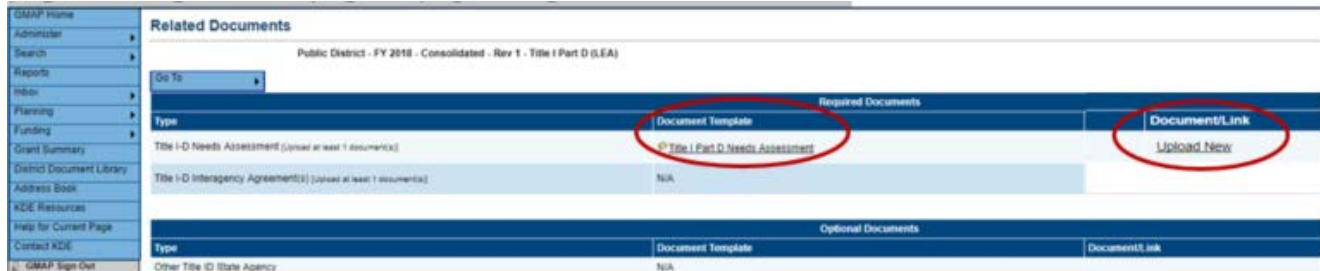 GMAP Home
Administer
Search
Reports
Inbox
Planning
Funding
Grant Summary
District Document Library
Address Book
KDE Resources
Help for Current Page
Contact KDE
GMAP Sign Out
Related Documents
Public District - FY 2018 - Consolidated - Rev 1 - Title I Part D (LEA)
Go To
Required Documents
Type Document Template Document/Link
Title I-D Needs Assessment [Upload at least 1 document(s)] Title I Part D Needs Assessment Upload New
Title I-D Interagency Agreement(s) [Upload at least 1 document(s)] N/A
Optional Documents
Type Document Template Document/Link
Other Title ID State Agency N/A